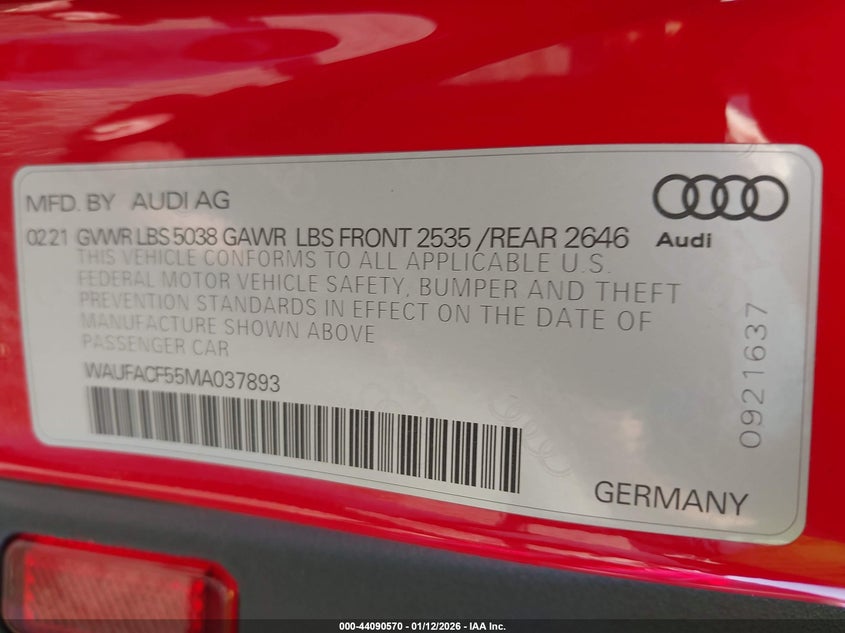 MFD. BY AUDI AG
Audi
02 21 GVWR LBS 5038 GAWR LBS FRONT 2535 /REAR 2646
THIS VEHICLE CONFORMS TO ALL APPLICABLE U.S.
FEDERAL MOTOR VEHICLE SAFETY, BUMPER AND THEFT
PREVENTION STANDARDS IN EFFECT ON THE DATE OF
MANUFACTURE SHOWN ABOVE
PASSENGER CAR
WAUFACF55MA037893
0921637
GERMANY
000-44090570 - 01/12/2026 - IAA Inc.